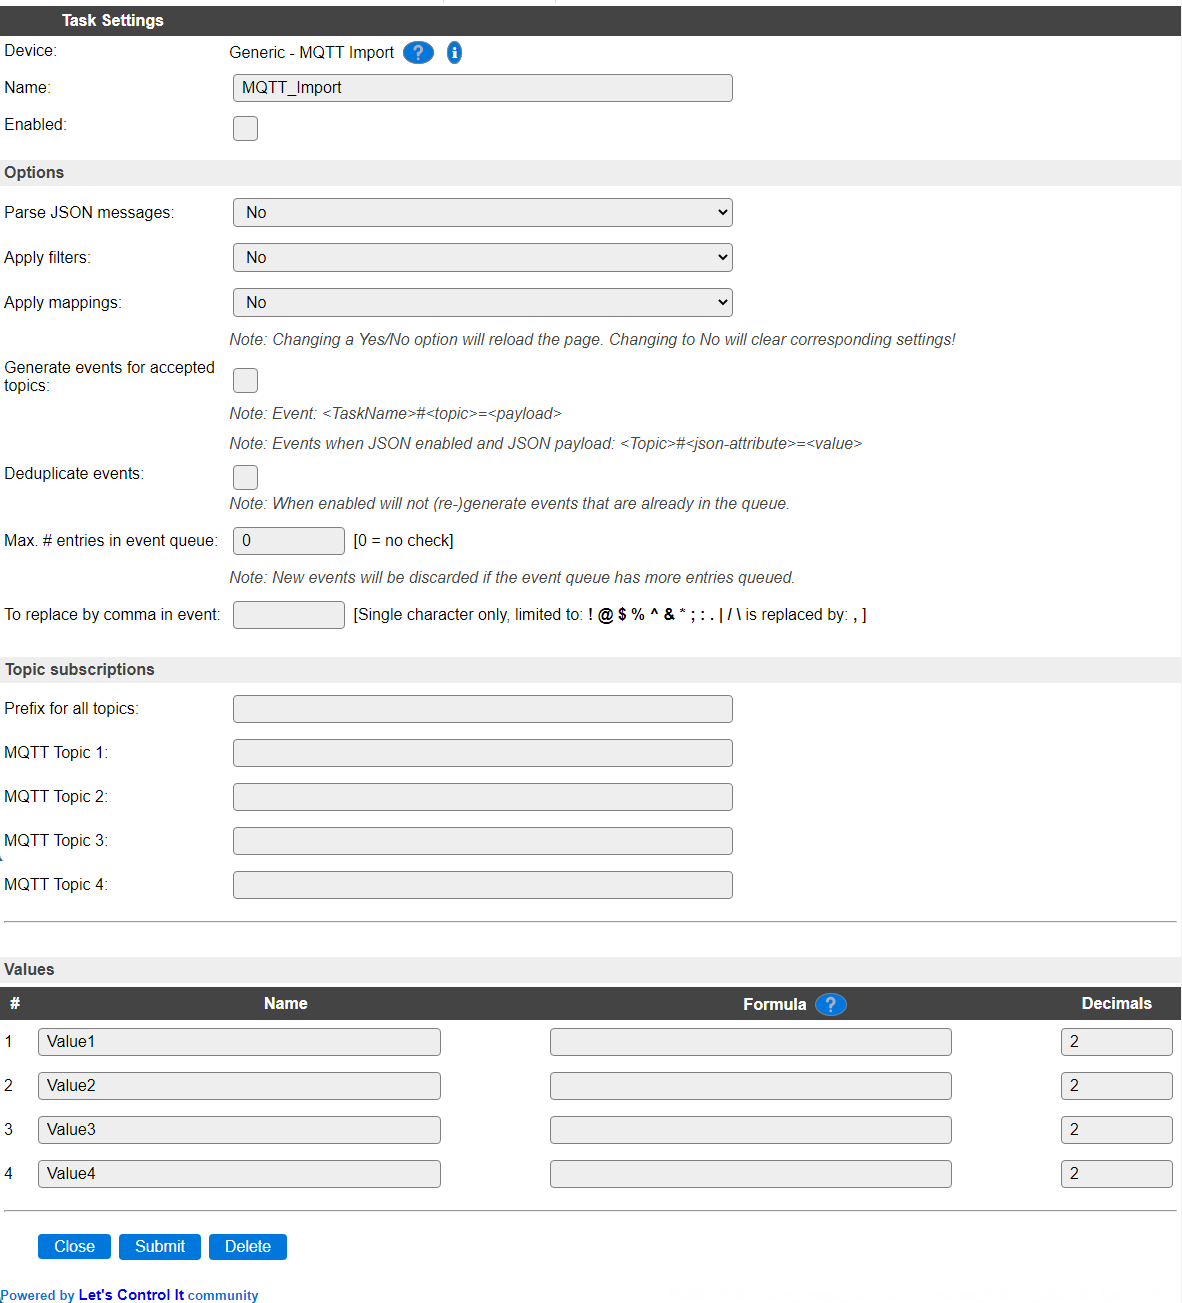 Task Settings
Device: Generic - MQTT Import ? i
Name: MQTT_Import
Enabled:
Options
Parse JSON messages: No
Apply filters: No
Apply mappings: No
Note: Changing a Yes/No option will reload the page. Changing to No will clear corresponding settings!
Generate events for accepted
topics:
Note: Event: <TaskName>#<topic>=<payload>
Note: Events when JSON enabled and JSON payload: <Topic>#<json-attribute>=<value>
Deduplicate events:
Note: When enabled will not (re-)generate events that are already in the queue.
Max. # entries in event queue: 0 [0 = no check]
Note: New events will be discarded if the event queue has more entries queued.
To replace by comma in event: [Single character only, limited to: ! @ $ % ^ & * ; : . | / \ is replaced by: , ]
Topic subscriptions
Prefix for all topics:
MQTT Topic 1:
MQTT Topic 2:
MQTT Topic 3:
MQTT Topic 4:
Values
# Name Formula ? Decimals
1 Value1 2
2 Value2 2
3 Value3 2
4 Value4 2
Close Submit Delete
Powered by Let's Control It community